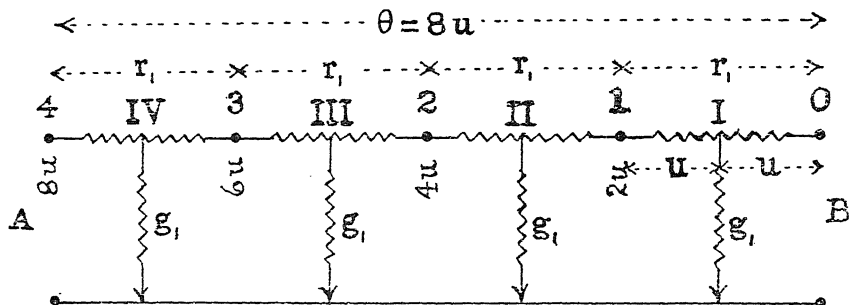 θ = 8u
r₁ r₁ r₁ r₁
4 IV 3 III 2 II 1 I 0
8u 6u 4u 2u u u
A g₁ g₁ g₁ g₁ B